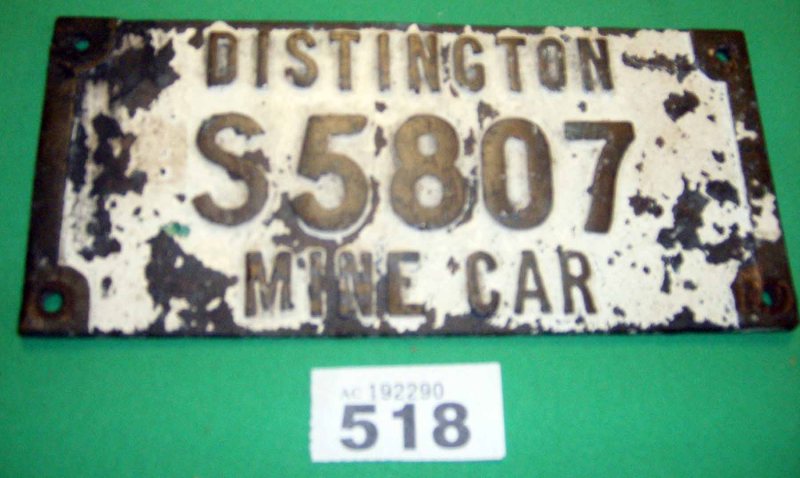 DISTINGTON
S5807
MINE CAR
AC 192290
518